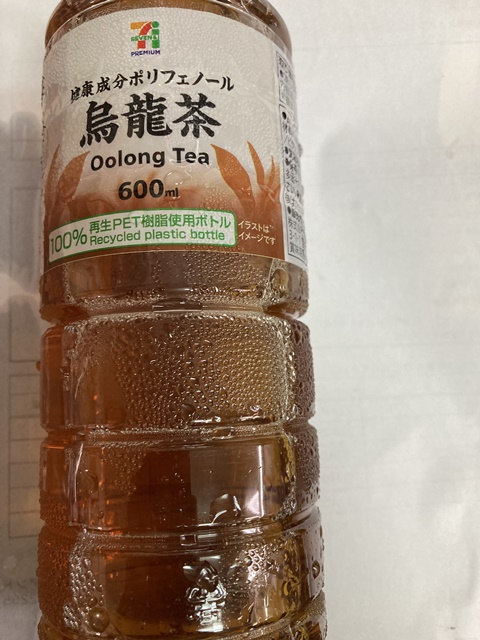 7
SEVEN & i
PREMIUM
健康成分ポリフェノール
烏龍茶
Oolong Tea
600ml
100% 再生PET樹脂使用ボトル
Recycled plastic bottle
イラストは
イメージです